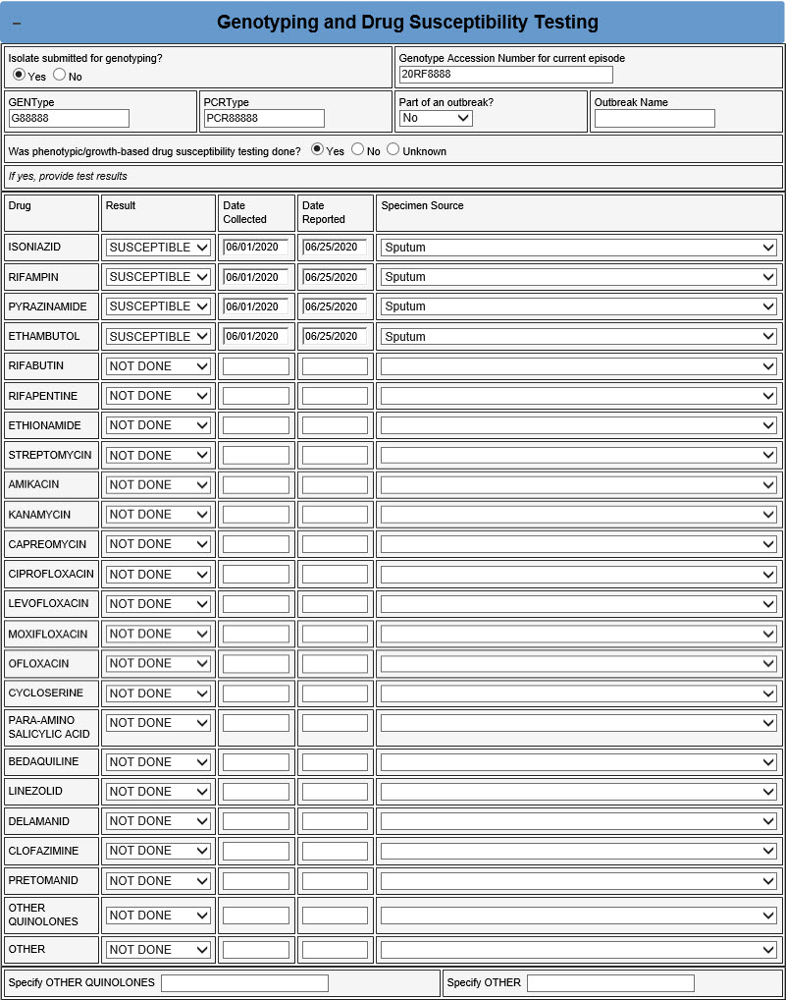 Genotyping and Drug Susceptibility Testing
Isolate submitted for genotyping?
Yes No
Genotype Accession Number for current episode
20RF8888
GENType
G88888
PCRType
PCR88888
Part of an outbreak?
No
Outbreak Name
Was phenotypic/growth-based drug susceptibility testing done? Yes No Unknown
If yes, provide test results
Drug Result Date Collected Date Reported Specimen Source
ISONIAZID SUSCEPTIBLE 06/01/2020 06/25/2020 Sputum
RIFAMPIN SUSCEPTIBLE 06/01/2020 06/25/2020 Sputum
PYRAZINAMIDE SUSCEPTIBLE 06/01/2020 06/25/2020 Sputum
ETHAMBUTOL SUSCEPTIBLE 06/01/2020 06/25/2020 Sputum
RIFABUTIN NOT DONE
RIFAPENTINE NOT DONE
ETHIONAMIDE NOT DONE
STREPTOMYCIN NOT DONE
AMIKACIN NOT DONE
KANAMYCIN NOT DONE
CAPREOMYCIN NOT DONE
CIPROFLOXACIN NOT DONE
LEVOFLOXACIN NOT DONE
MOXIFLOXACIN NOT DONE
OFLOXACIN NOT DONE
CYCLOSERINE NOT DONE
PARA-AMINO SALICYLIC ACID NOT DONE
BEDAQUILINE NOT DONE
LINEZOLID NOT DONE
DELAMANID NOT DONE
CLOFAZIMINE NOT DONE
PRETOMANID NOT DONE
OTHER QUINOLONES NOT DONE
OTHER NOT DONE
Specify OTHER QUINOLONES Specify OTHER